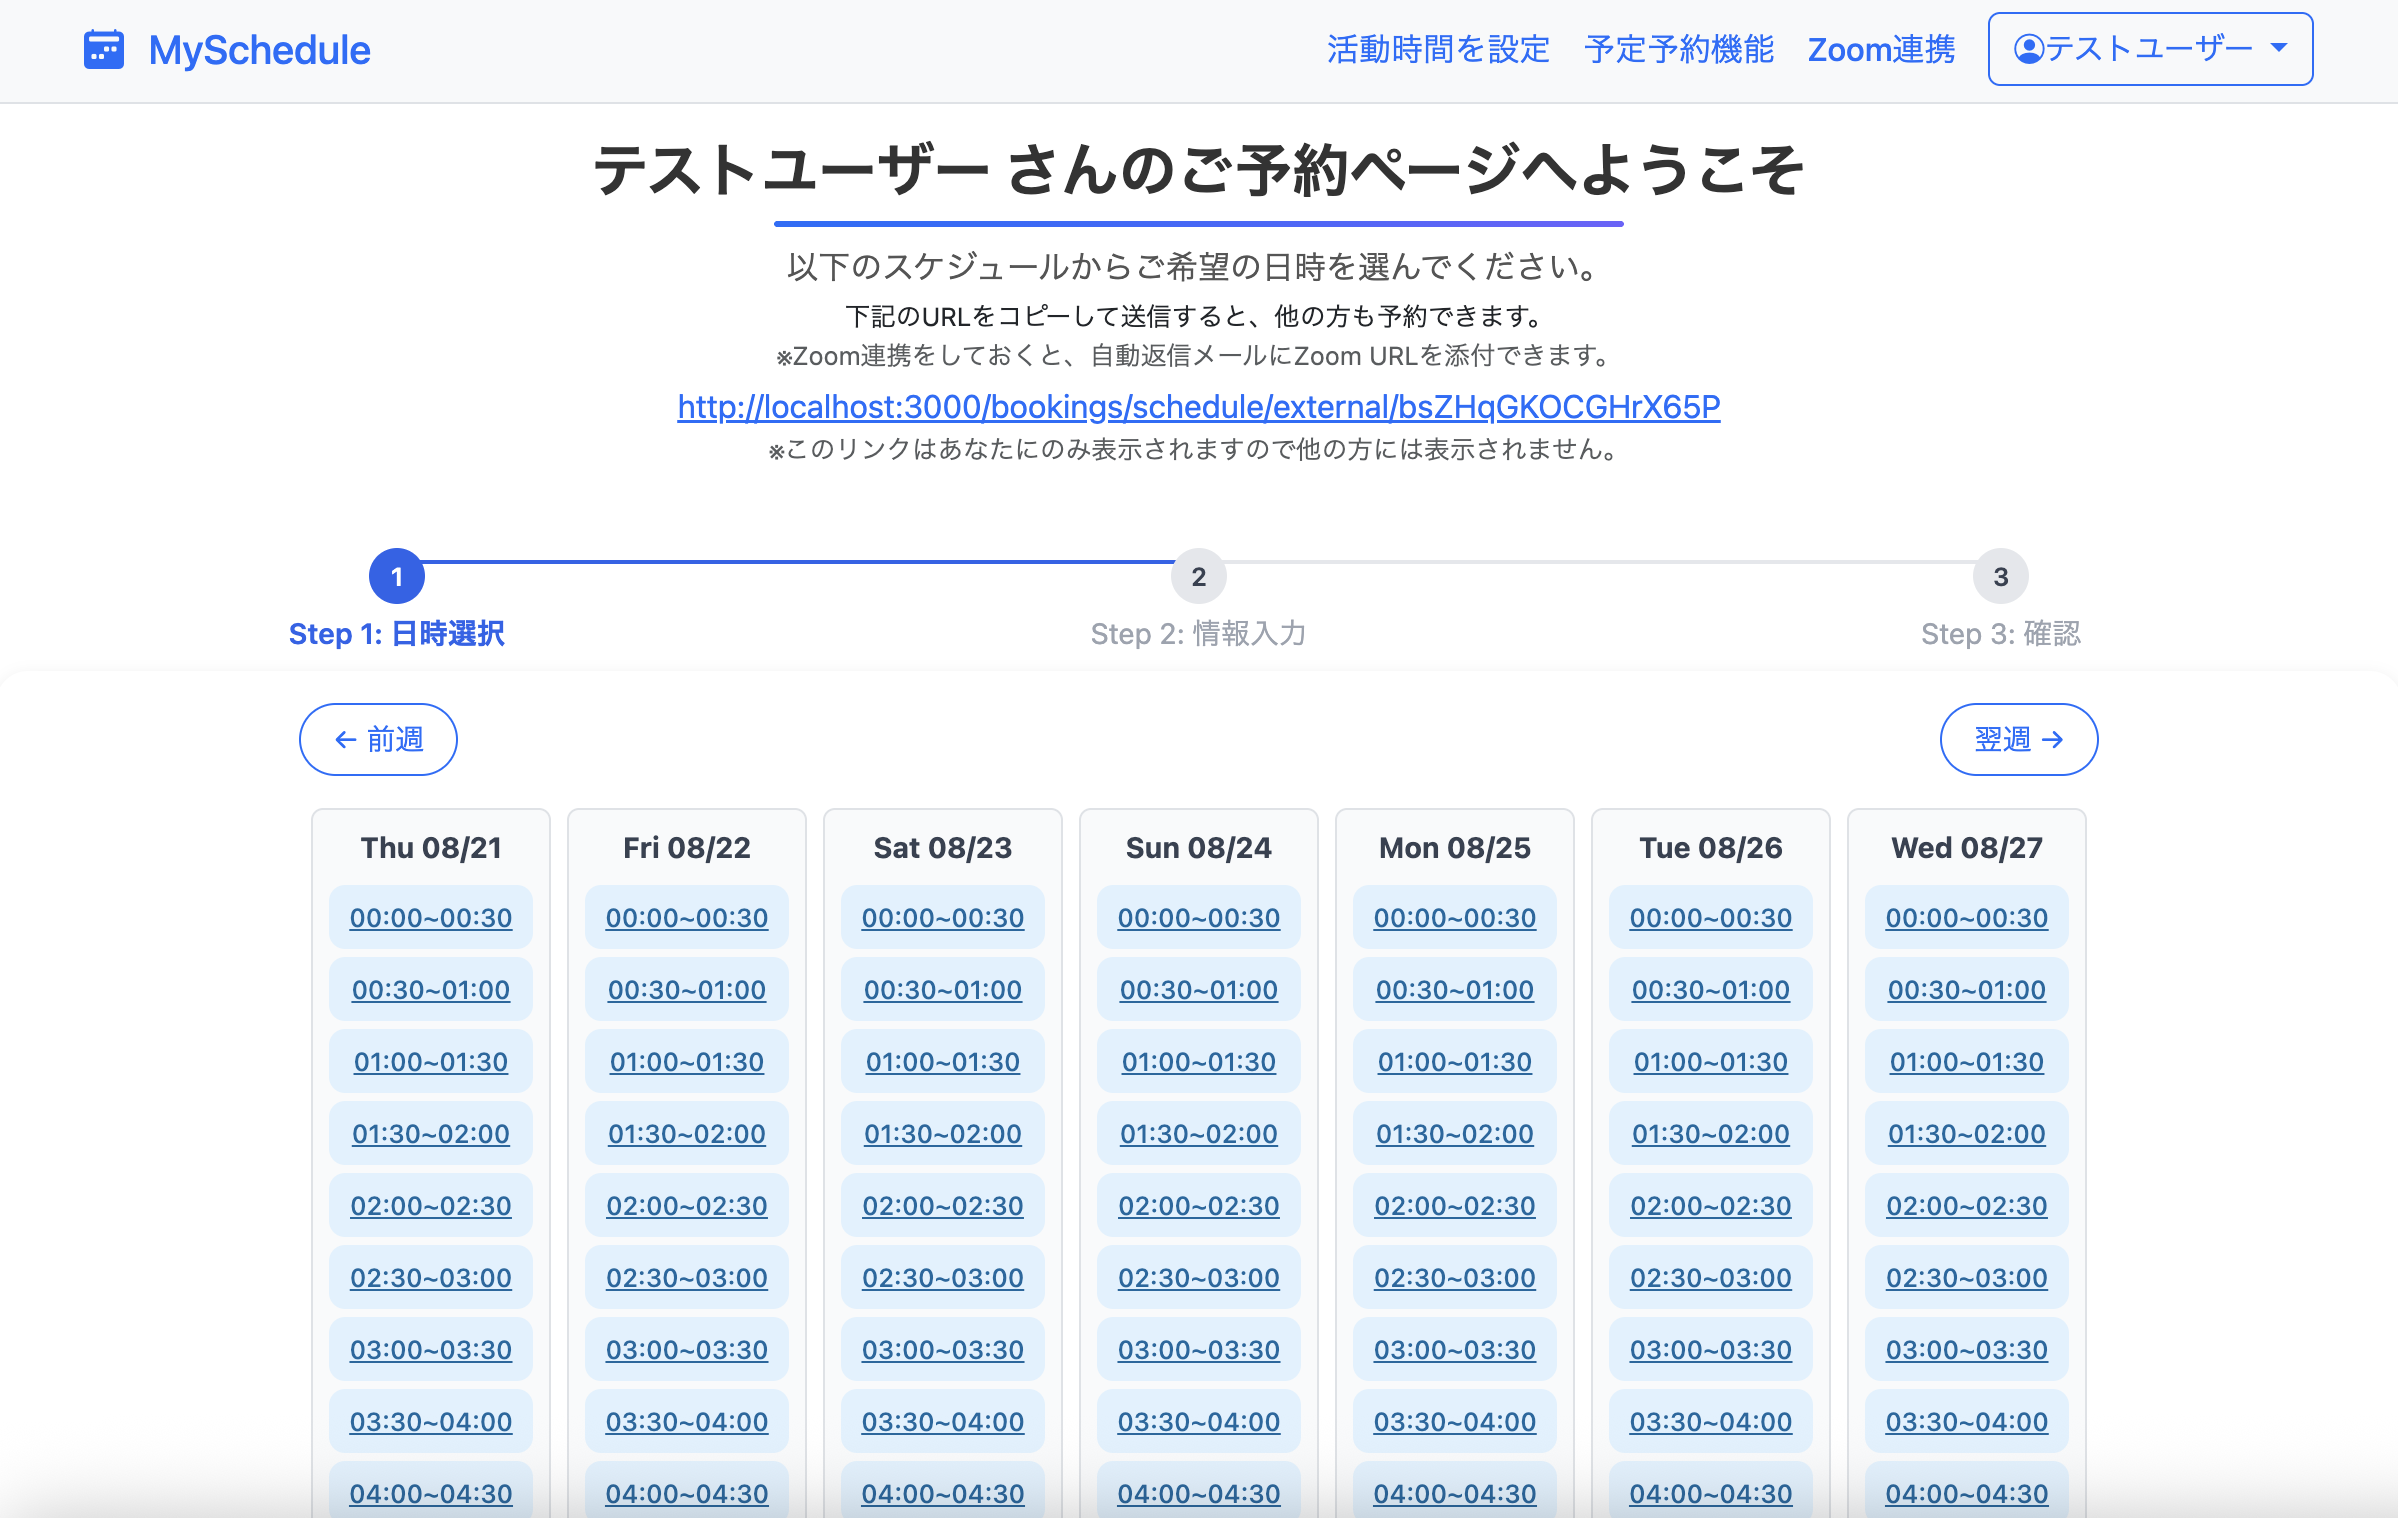 MySchedule
活動時間を設定 予定予約機能 Zoom連携 テストユーザー
テストユーザー さんのご予約ページへようこそ
以下のスケジュールからご希望の日時を選んでください。
下記のURLをコピーして送信すると、他の方も予約できます。
※Zoom連携をしておくと、自動返信メールにZoom URLを添付できます。
http://localhost:3000/bookings/schedule/external/bsZHqGKOCGHrX65P
※このリンクはあなたにのみ表示されますので他の方には表示されません。
1 2 3
Step 1: 日時選択 Step 2: 情報入力 Step 3: 確認
← 前週 翌週 →
Thu 08/21 Fri 08/22 Sat 08/23 Sun 08/24 Mon 08/25 Tue 08/26 Wed 08/27
00:00~00:30 00:00~00:30 00:00~00:30 00:00~00:30 00:00~00:30 00:00~00:30 00:00~00:30
00:30~01:00 00:30~01:00 00:30~01:00 00:30~01:00 00:30~01:00 00:30~01:00 00:30~01:00
01:00~01:30 01:00~01:30 01:00~01:30 01:00~01:30 01:00~01:30 01:00~01:30 01:00~01:30
01:30~02:00 01:30~02:00 01:30~02:00 01:30~02:00 01:30~02:00 01:30~02:00 01:30~02:00
02:00~02:30 02:00~02:30 02:00~02:30 02:00~02:30 02:00~02:30 02:00~02:30 02:00~02:30
02:30~03:00 02:30~03:00 02:30~03:00 02:30~03:00 02:30~03:00 02:30~03:00 02:30~03:00
03:00~03:30 03:00~03:30 03:00~03:30 03:00~03:30 03:00~03:30 03:00~03:30 03:00~03:30
03:30~04:00 03:30~04:00 03:30~04:00 03:30~04:00 03:30~04:00 03:30~04:00 03:30~04:00
04:00~04:30 04:00~04:30 04:00~04:30 04:00~04:30 04:00~04:30 04:00~04:30 04:00~04:30